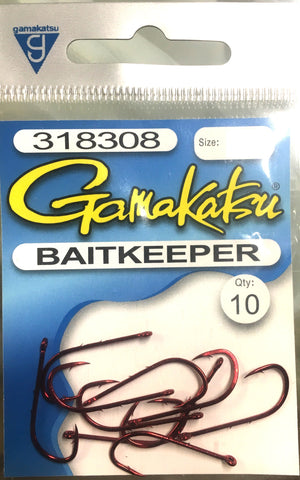 gamakatsu
g
318308
Size:
Gamakatsu®
BAITKEEPER
Qty:
10